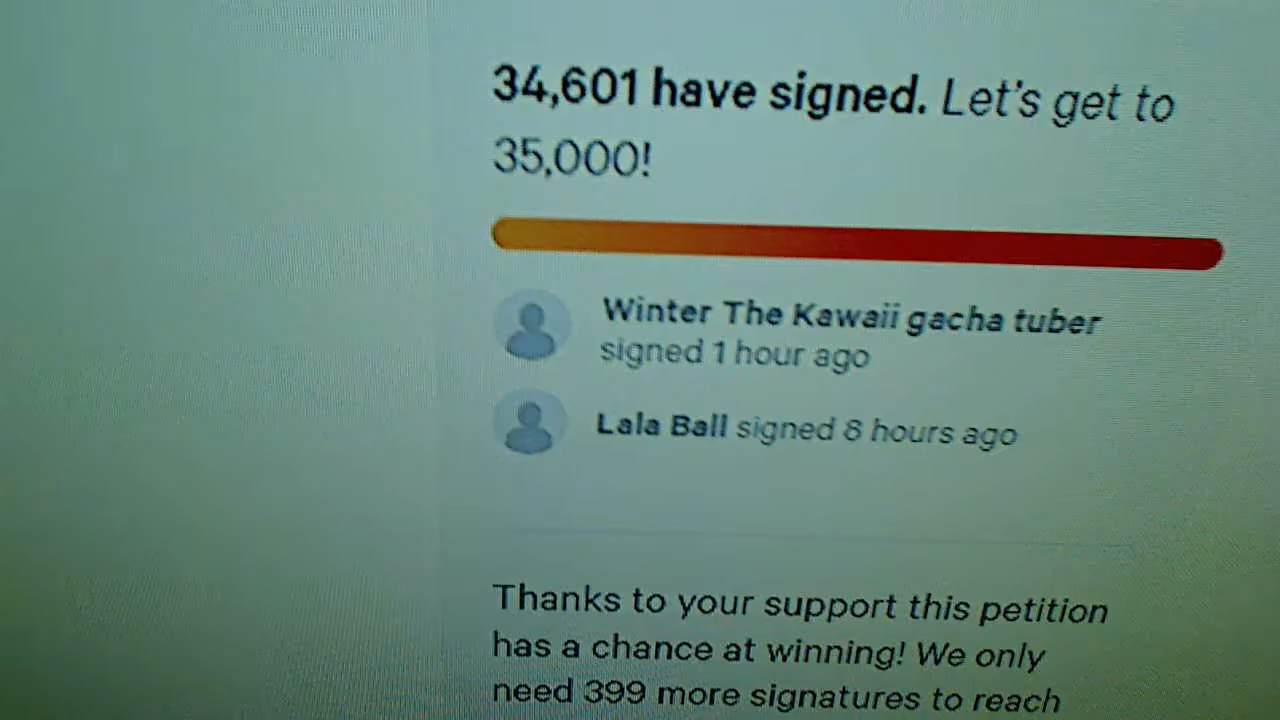 34,601 have signed. Let's get to
35,000!
Winter The Kawaii gacha tuber
signed 1 hour ago
Lala Ball signed 8 hours ago
Thanks to your support this petition
has a chance at winning! We only
need 399 more signatures to reach